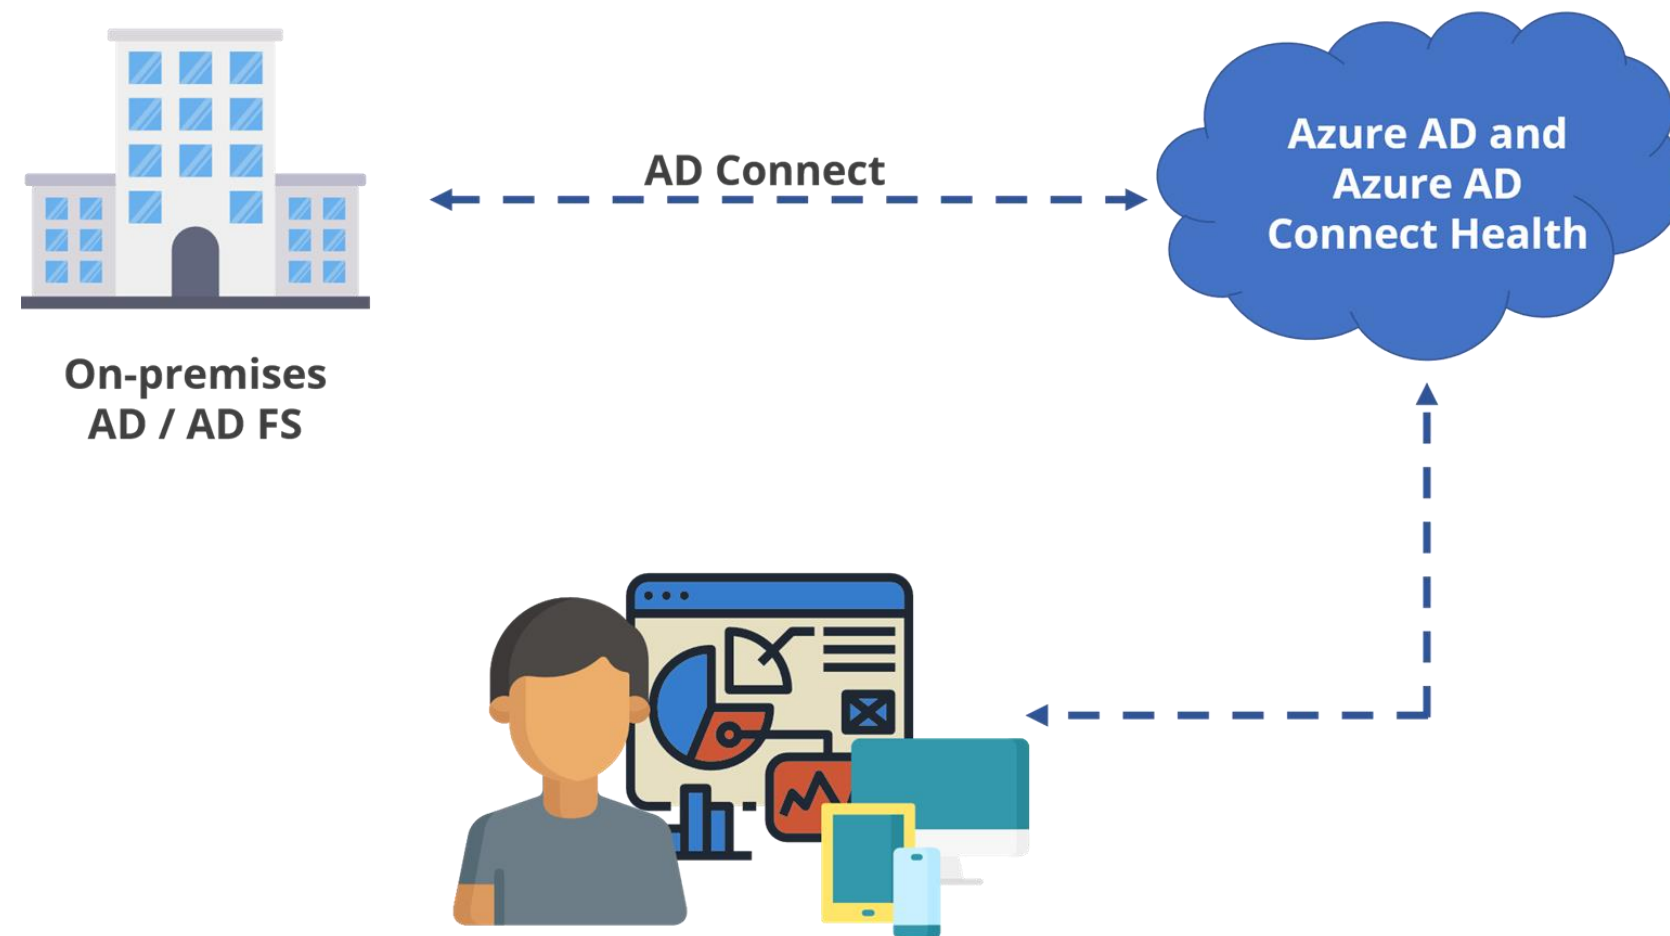 AD Connect
Azure AD and
Azure AD
Connect Health
On-premises
AD / AD FS